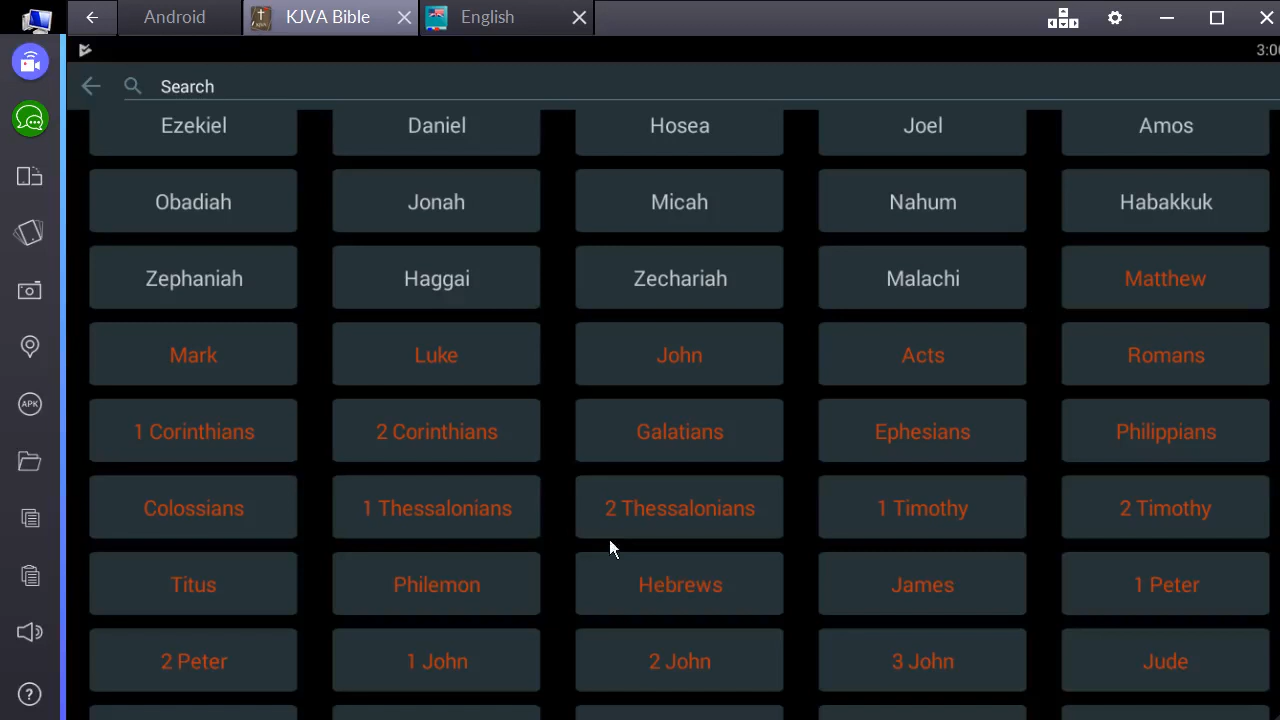 Android KJVA Bible English
3:0
Search
Ezekiel Daniel Hosea Joel Amos
Obadiah Jonah Micah Nahum Habakkuk
Zephaniah Haggai Zechariah Malachi Matthew
Mark Luke John Acts Romans
1 Corinthians 2 Corinthians Galatians Ephesians Philippians
Colossians 1 Thessalonians 2 Thessalonians 1 Timothy 2 Timothy
Titus Philemon Hebrews James 1 Peter
2 Peter 1 John 2 John 3 John Jude
APK